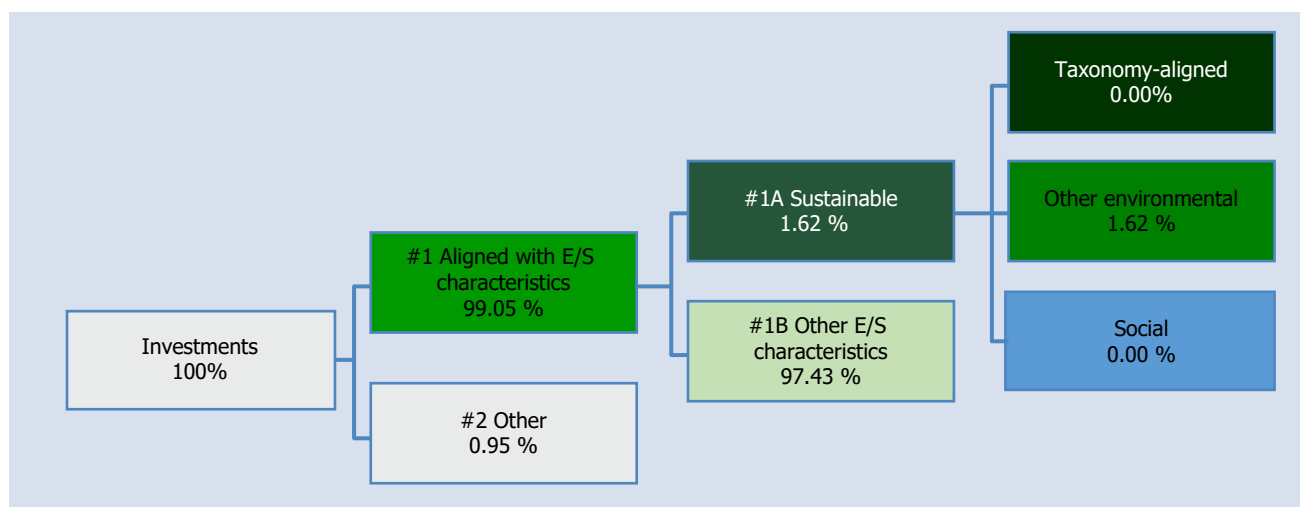 Investments
100%
#1 Aligned with E/S
characteristics
99.05 %
#2 Other
0.95 %
#1A Sustainable
1.62 %
#1B Other E/S
characteristics
97.43 %
Taxonomy-aligned
0.00%
Other environmental
1.62 %
Social
0.00 %